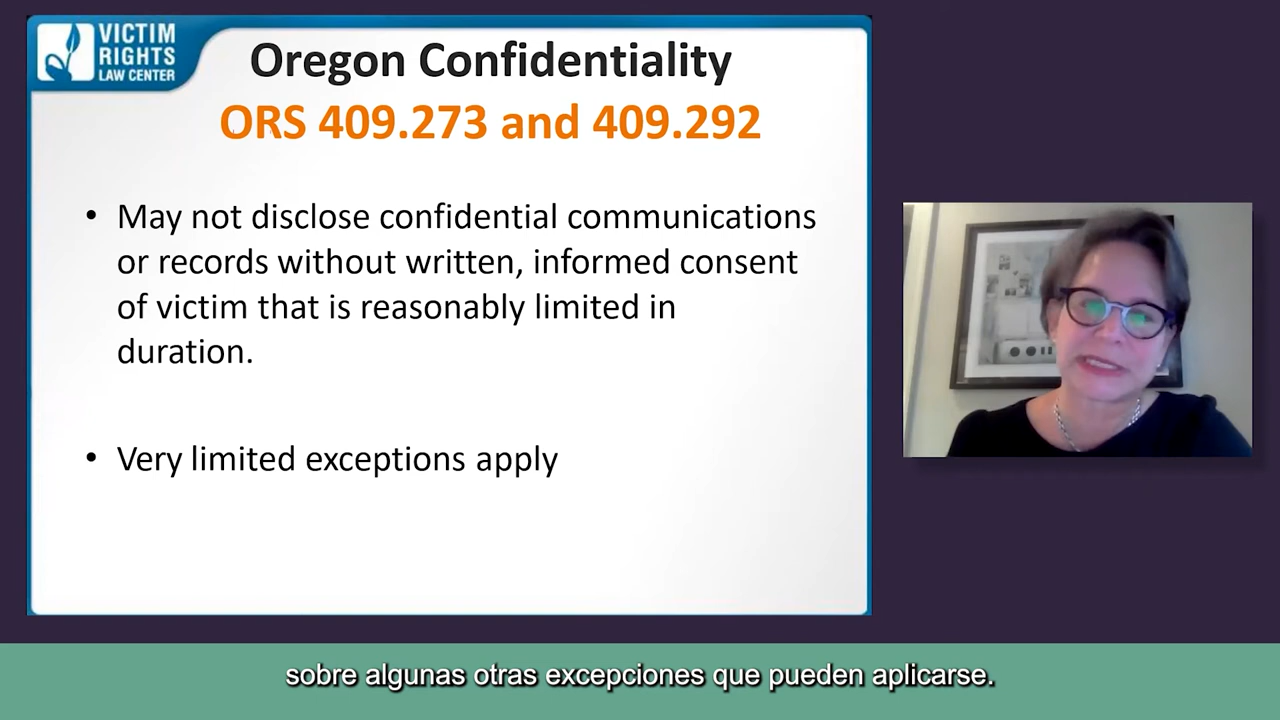 VICTIM
RIGHTS
LAW CENTER
Oregon Confidentiality
ORS 409.273 and 409.292
• May not disclose confidential communications
or records without written, informed consent
of victim that is reasonably limited in
duration.
• Very limited exceptions apply
sobre algunas otras excepciones que pueden aplicarse.